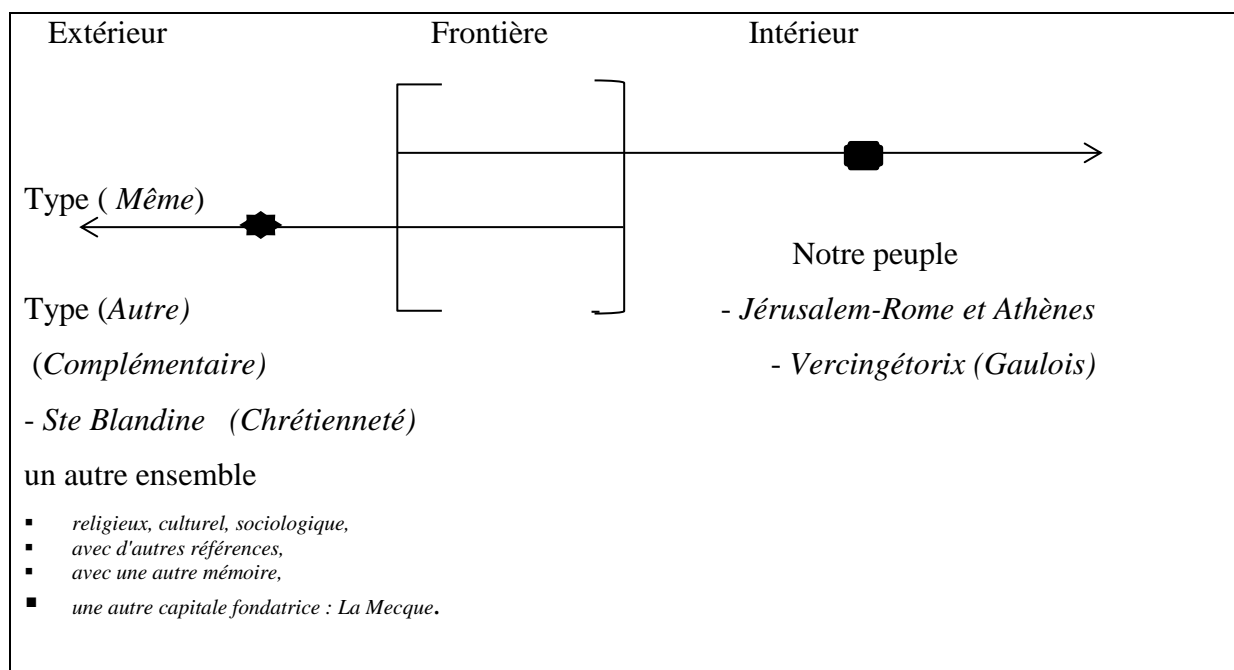 Extérieur Frontière Intérieur
Type ( Même)
Notre peuple
Type (Autre) - Jérusalem-Rome et Athènes
(Complémentaire) - Vercingétorix (Gaulois)
- Ste Blandine (Chrétienneté)
un autre ensemble
▪ religieux, culturel, sociologique,
▪ avec d'autres références,
▪ avec une autre mémoire,
▪ une autre capitale fondatrice : La Mecque.